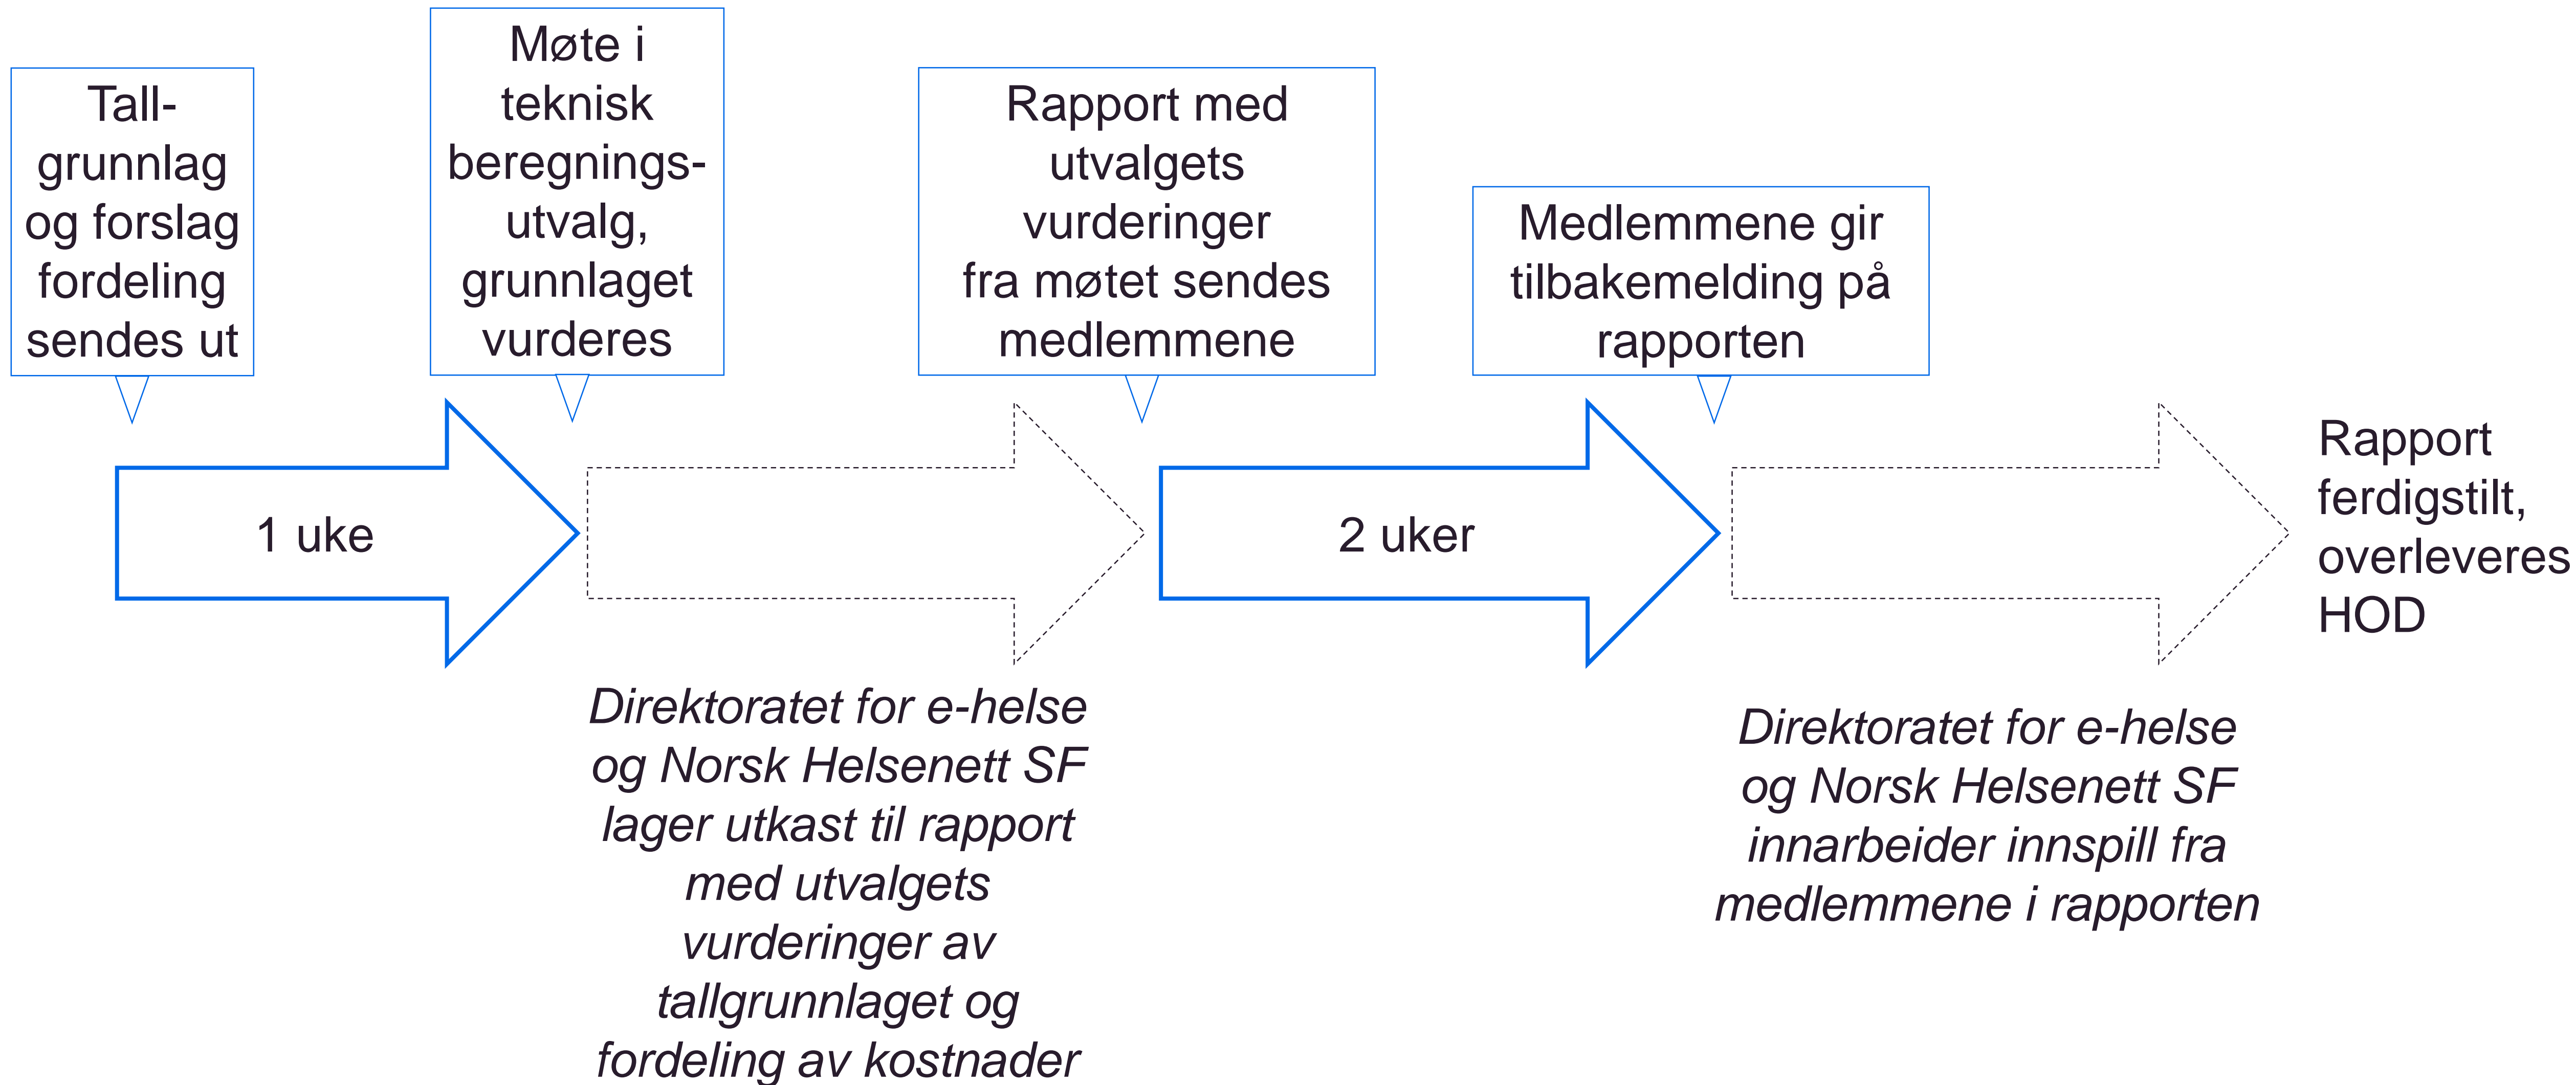 Tall-
grunnlag
og forslag
fordeling
sendes ut
Møte i
teknisk
beregnings-
utvalg,
grunnlaget
vurderes
Rapport med
utvalgets
vurderinger
fra møtet sendes
medlemmene
Medlemmene gir
tilbakemelding på
rapporten
1 uke
2 uker
Rapport
ferdigstilt,
overleveres
HOD
Direktoratet for e-helse
og Norsk Helsenett SF
lager utkast til rapport
med utvalgets
vurderinger av
tallgrunnlaget og
fordeling av kostnader
Direktoratet for e-helse
og Norsk Helsenett SF
innarbeider innspill fra
medlemmene i rapporten